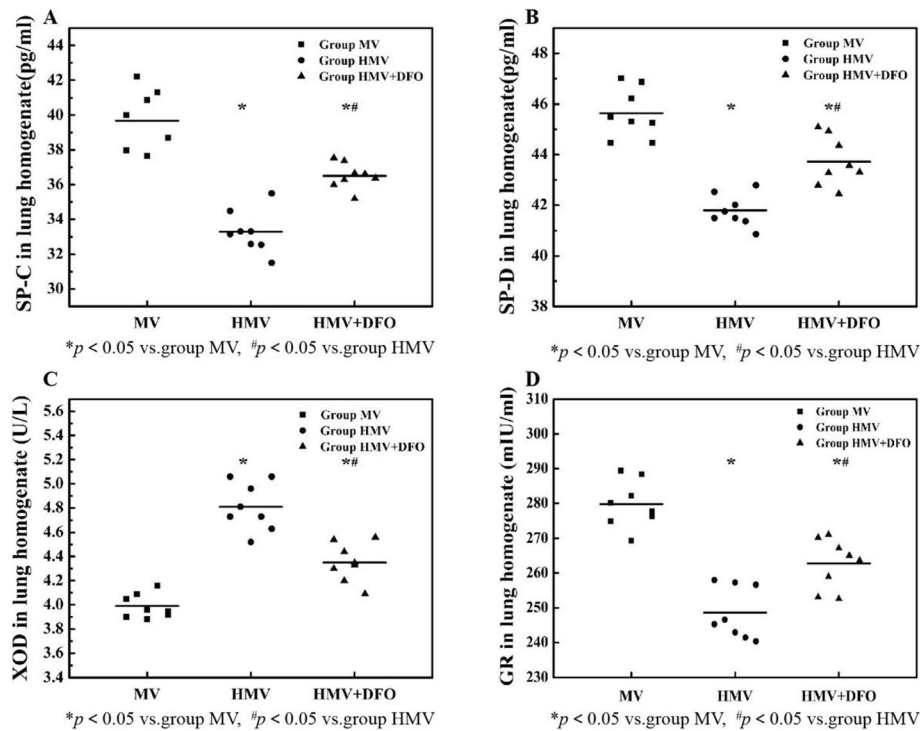 A
SP-C in lung homogenate(pg/ml)
44
42
40
38
36
34
32
30
Group MV
Group HMV
Group HMV+DFO
*
*#
MV
HMV
HMV+DFO
*p < 0.05 vs.group MV, #p < 0.05 vs.group HMV
B
SP-D in lung homogenate(pg/ml)
48
46
44
42
40
38
Group MV
Group HMV
Group HMV+DFO
*
*#
MV
HMV
HMV+DFO
*p < 0.05 vs.group MV, #p < 0.05 vs.group HMV
C
XOD in lung homogenate (U/L)
5.6
5.4
5.2
5.0
4.8
4.6
4.4
4.2
4.0
3.8
3.6
3.4
Group MV
Group HMV
Group HMV+DFO
*
*#
MV
HMV
HMV+DFO
*p < 0.05 vs.group MV, #p < 0.05 vs.group HMV
D
GR in lung homogenate (mIU/ml)
310
300
290
280
270
260
250
240
230
Group MV
Group HMV
Group HMV+DFO
*
*#
MV
HMV
HMV+DFO
*p < 0.05 vs.group MV, #p < 0.05 vs.group HMV